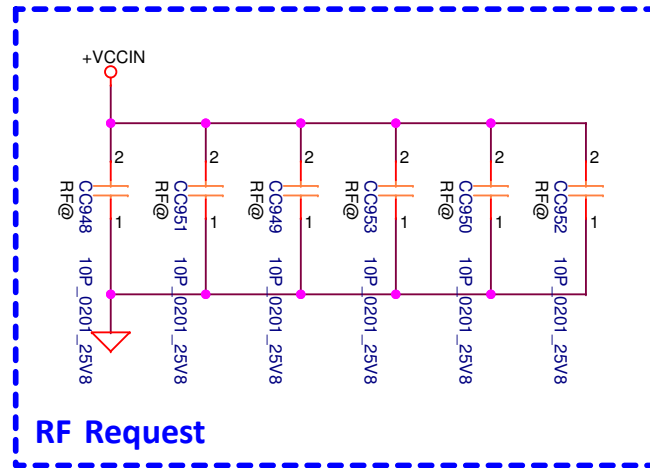 +VCCIN
2
1
CC948
RF@
10P_0201_25V8
2
1
CC951
RF@
10P_0201_25V8
2
1
CC949
RF@
10P_0201_25V8
2
1
CC953
RF@
10P_0201_25V8
2
1
CC950
RF@
10P_0201_25V8
2
1
CC952
RF@
10P_0201_25V8
RF Request